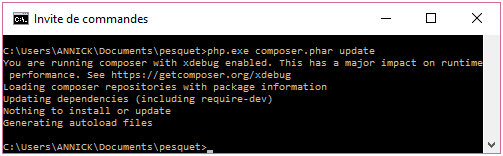 Invite de commandes
C:\Users\ANNICK\Documents\pesquet>php.exe composer.phar update
You are running composer with xdebug enabled. This has a major impact on runtime
performance. See https://getcomposer.org/xdebug
Loading composer repositories with package information
Updating dependencies (including require-dev)
Nothing to install or update
Generating autoload files
C:\Users\ANNICK\Documents\pesquet>